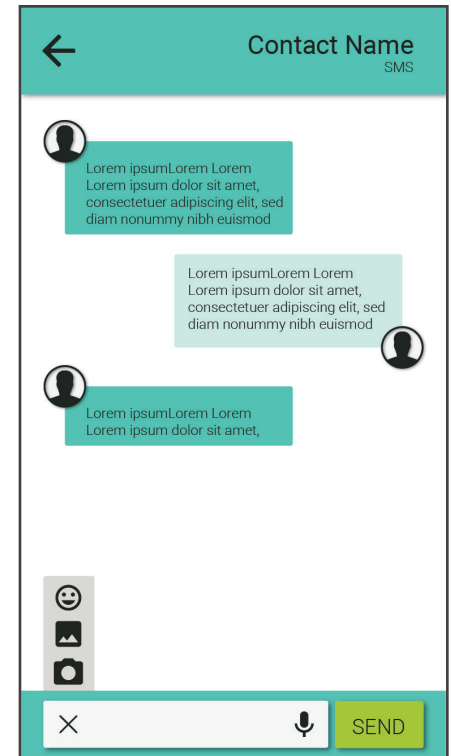 Contact Name
SMS
Lorem ipsumLorem Lorem
Lorem ipsum dolor sit amet,
consectetuer adipiscing elit, sed
diam nonummy nibh euismod
Lorem ipsumLorem Lorem
Lorem ipsum dolor sit amet,
consectetuer adipiscing elit, sed
diam nonummy nibh euismod
Lorem ipsumLorem Lorem
Lorem ipsum dolor sit amet,
SEND